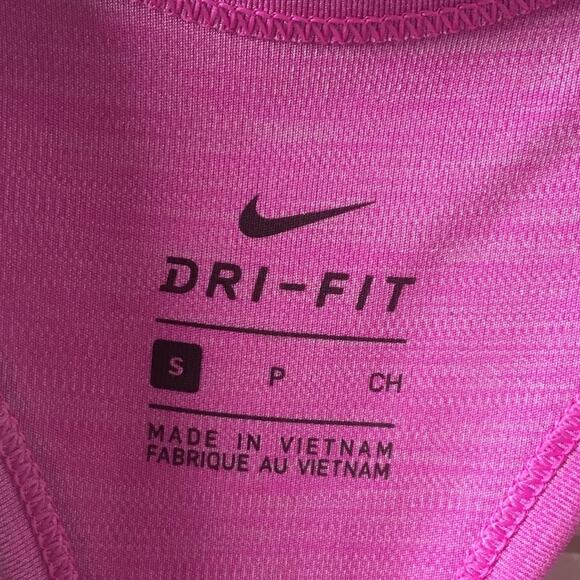 DRI-FIT
S P CH
MADE IN VIETNAM
FABRIQUE AU VIETNAM